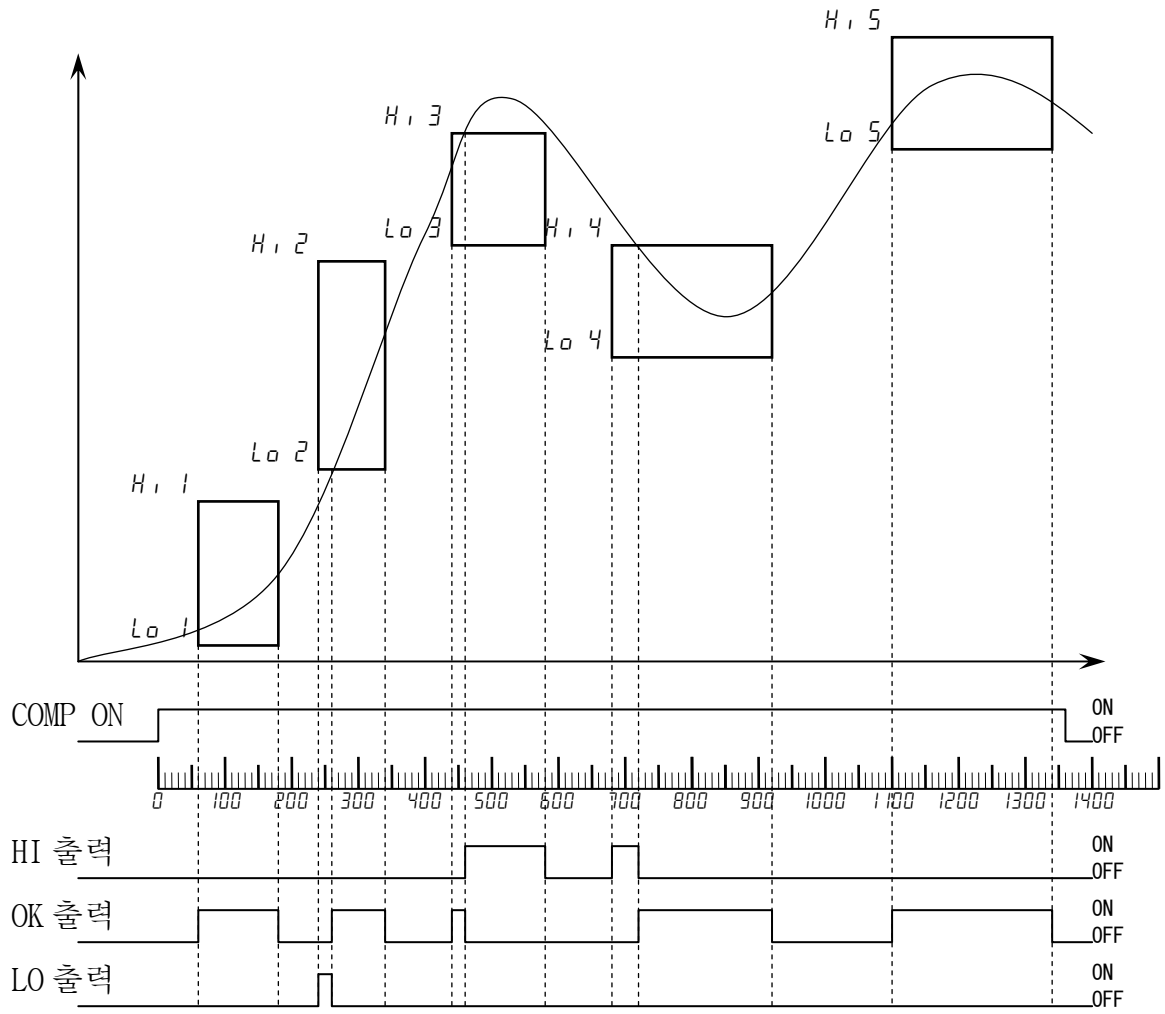 Hi 5
Hi 3
Lo 5
Lo 3
Hi 4
Hi 2
Lo 4
Lo 2
Hi 1
Lo 1
COMP ON
ON
OFF
0 100 200 300 400 500 600 700 800 900 1000 1100 1200 1300 1400
HI 출력
ON
OFF
OK 출력
ON
OFF
LO 출력
ON
OFF